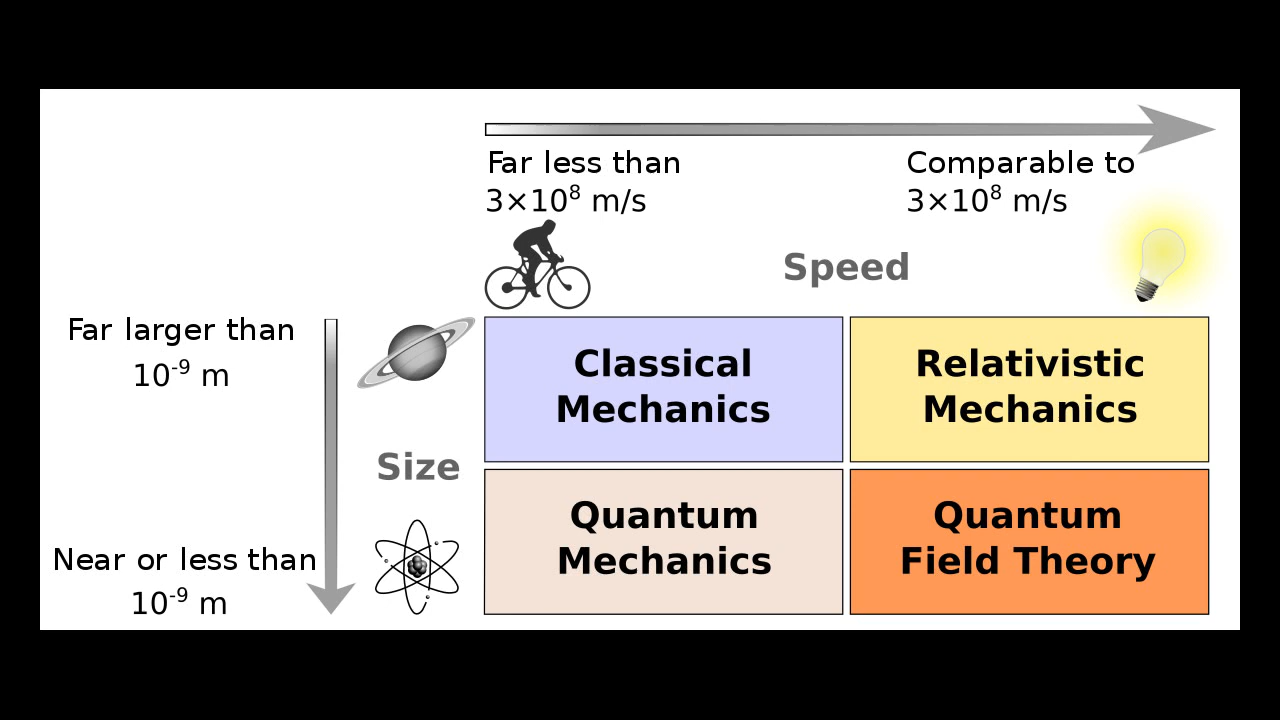 Far less than
3×10⁸ m/s
Comparable to
3×10⁸ m/s
Speed
Far larger than
10⁻⁹ m
Size
Near or less than
10⁻⁹ m
Classical
Mechanics
Relativistic
Mechanics
Quantum
Mechanics
Quantum
Field Theory